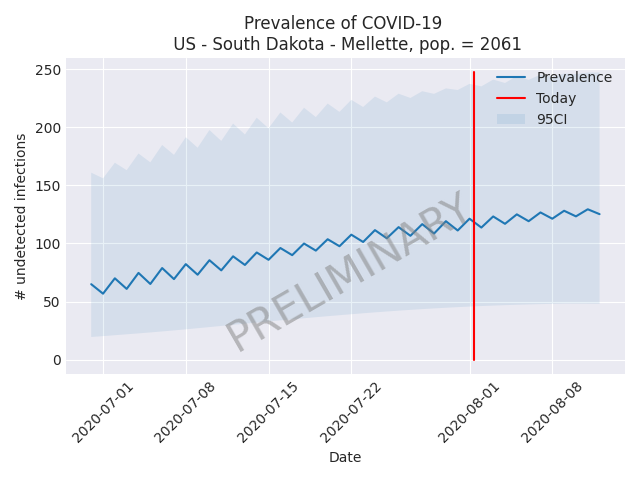 Prevalence of COVID-19
US - South Dakota - Mellette, pop. = 2061
250
200
150
100
50
0
# undetected infections
Prevalence
Today
95CI
PRELIMINARY
2020-07-01
2020-07-08
2020-07-15
2020-07-22
2020-08-01
2020-08-08
Date